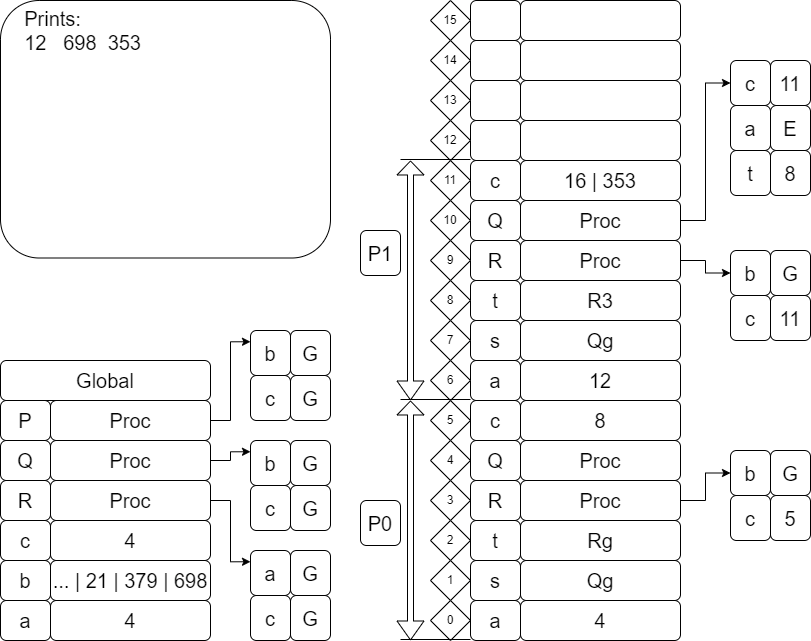 Prints:
12 698 353
Global
P Proc
b G
c G
Q Proc
b G
c G
R Proc
a G
c G
c 4
b ... | 21 | 379 | 698
a 4
P1
P0
15
14
13
12
11 c 16 | 353
10 Q Proc
9 R Proc
8 t R3
7 s Qg
6 a 12
5 c 8
4 Q Proc
3 R Proc
2 t Rg
1 s Qg
0 a 4
c 11
a E
t 8
b G
c 11
b G
c 5